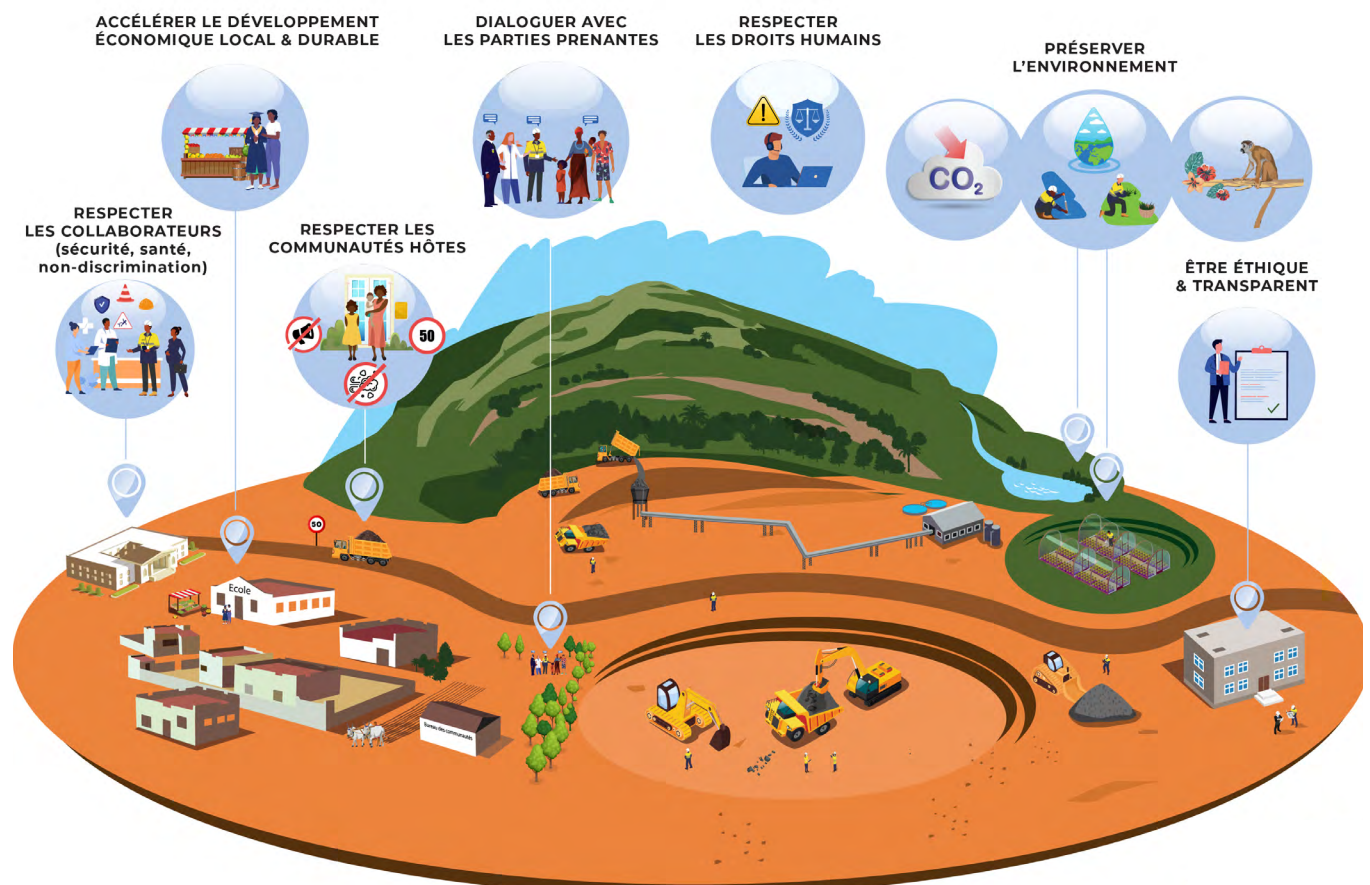 ACCÉLÉRER LE DÉVELOPPEMENT
ÉCONOMIQUE LOCAL & DURABLE
DIALOGUER AVEC
LES PARTIES PRENANTES
RESPECTER
LES DROITS HUMAINS
PRÉSERVER
L'ENVIRONNEMENT
CO2
RESPECTER
LES COLLABORATEURS
(sécurité, santé,
non-discrimination)
RESPECTER LES
COMMUNAUTÉS HÔTES
50
ÊTRE ÉTHIQUE
& TRANSPARENT
50
Ecole
Bureau des communautés